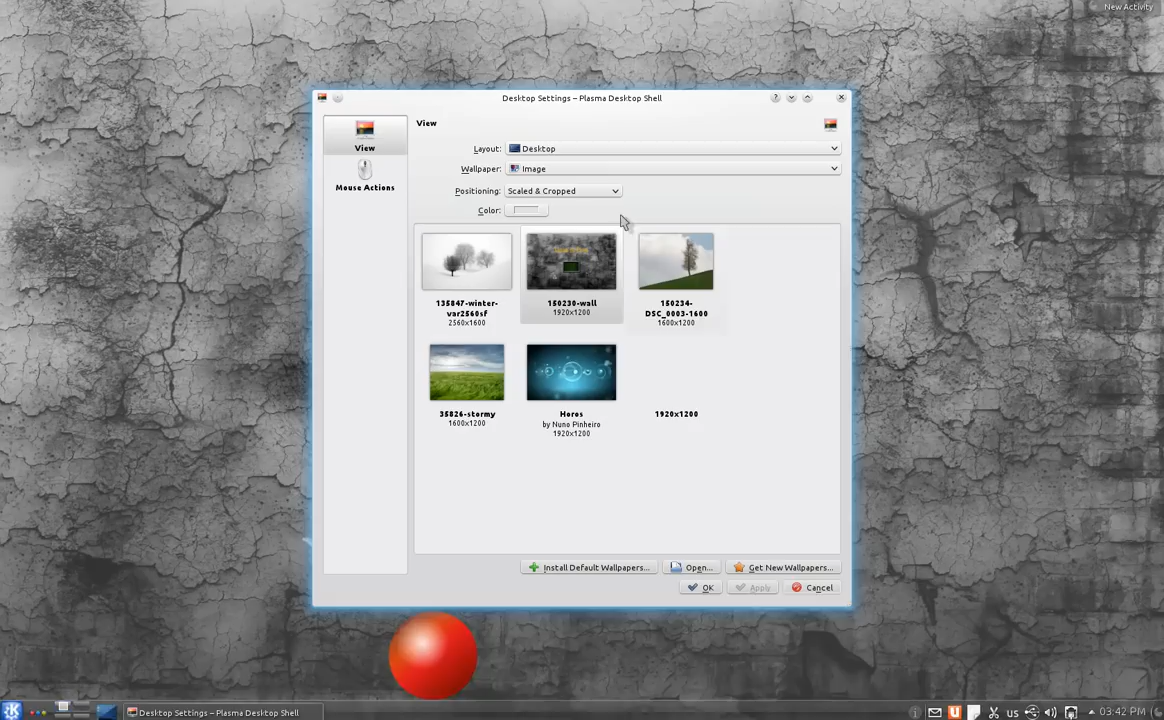 New Activity
Desktop Settings – Plasma Desktop Shell
View
Mouse Actions
View
Layout: Desktop
Wallpaper: Image
Positioning: Scaled & Cropped
Color:
135847-winter-
var2560sf
2560x1600
150230-wall
1920x1200
150234-
DSC_0003-1600
1600x1200
35826-stormy
1600x1200
Horos
by Nuno Pinheiro
1920x1200
1920x1200
Install Default Wallpapers...
Open...
Get New Wallpapers...
OK
Apply
Cancel
Desktop Settings – Plasma Desktop Shell
us
03:42 PM